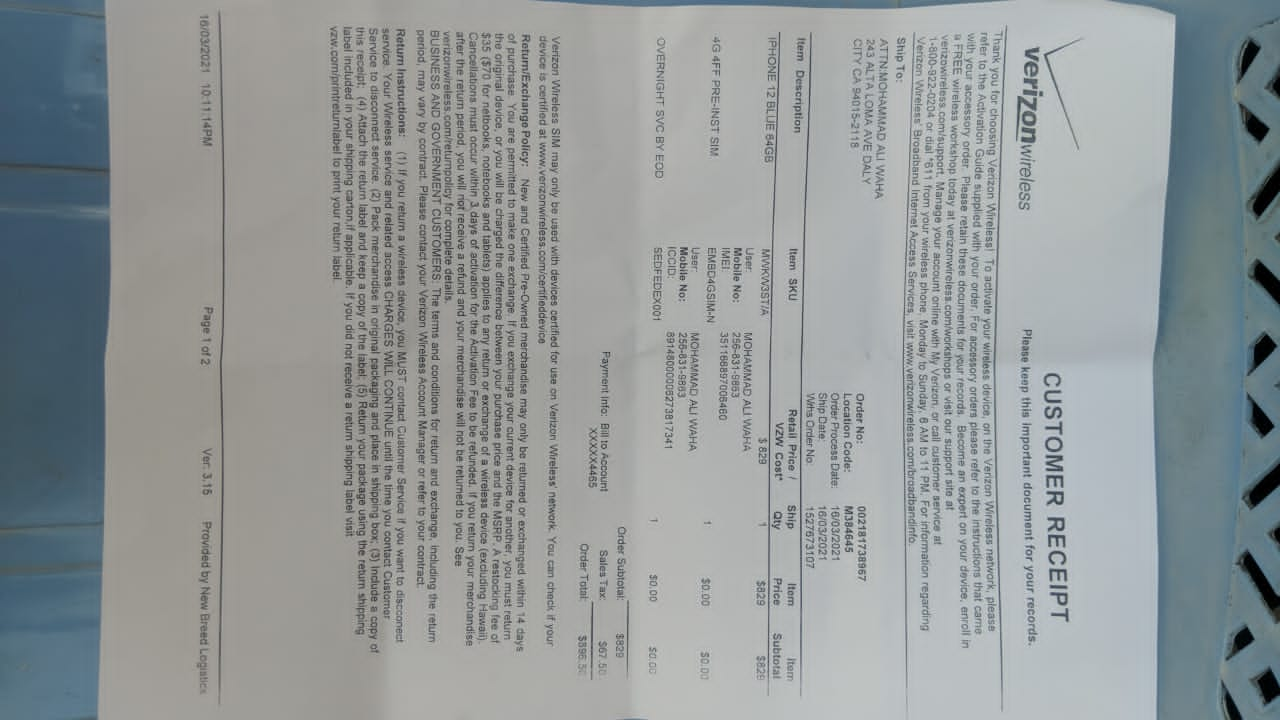 verizonwireless
CUSTOMER RECEIPT
Please keep this important document for your records.
Thank you for choosing Verizon Wireless! To activate your wireless device, on the Verizon Wireless network, please
refer to the Activation Guide supplied with your order. For accessory orders please refer to the instructions that came
with your accessory order. Please retain these documents for your records. Become an expert on your device, enroll in
a FREE wireless workshop today at verizonwireless.com/workshops or visit our support site at
verizowireless.com/support. Manage your account online with My Verizon, or call customer service at
1-800-922-0204 or dial *611 from your wireless phone, Monday to Sunday, 6 AM to 11 PM. For information regarding
Verizon Wireless' Broadband Internet Access Services, visit www.verizonwireless.com/broadbandinfo.
Ship To:
ATTN:MOHAMMAD ALI WAHA
243 ALTA LOMA AVE DALY
CITY CA 94015-2118
Order No: 002181738967
Location Code: M384645
Order Process Date: 16/03/2021
Ship Date: 16/03/2021
Whs Order No: 1527673107
Item Description Item SKU Retail Price / VZW Cost* Ship Qty Item Price Item Subtotal
IPHONE 12 BLUE 64GB MWKW3ST/A $ 829 1 $829 $829
User: MOHAMMAD ALI WAHA
Mobile No: 256-831-9863
IMEI: 351166897006460
4G 4FF PRE-INST SIM EMBD4GSIM-N 1 $0.00 $0.00
User: MOHAMMAD ALI WAHA
Mobile No: 256-831-9863
ICCID: 89148000006273817341
OVERNIGHT SVC BY EOD SEDFEDEX001 1 $0.00 $0.00
Order Subtotal: $829
Payment Info: Bill to Account Sales Tax: $67.50
XXXXX4465 Order Total: $896.50
Verizon Wireless SIM may only be used with devices certified for use on Verizon Wireless' network. You can check if your
device is certified at www.verizonwireless.com/certifieddevice
Return/Exchange Policy: New and Certified Pre-Owned merchandise may only be returned or exchanged within 14 days
of purchase. You are permitted to make one exchange. If you exchange your current device for another, you must return
the original device, or you will be charged the difference between your purchase price and the MSRP. A restocking fee of
$35 ($70 for netbooks, notebooks and tablets) applies to any return or exchange of a wireless device (excluding Hawaii).
Cancellations must occur within 3 days of activation for the Activation Fee to be refunded. If you return your merchandise
after the return period, you will not receive a refund and your merchandise will not be returned to you. See
verizonwireless.com/returnpolicy for complete details.
BUSINESS AND GOVERNMENT CUSTOMERS: The terms and conditions for return and exchange, including the return
period, may vary by contract. Please contact your Verizon Wireless Account Manager or refer to your contract.
Return Instructions: (1) If you return a wireless device, you MUST contact Customer Service if you want to disconnect
service. Your Wireless service and related access CHARGES WILL CONTINUE until the time you contact Customer
Service to disconnect service. (2) Pack merchandise in original packaging and place in shipping box; (3) Include a copy of
this receipt; (4) Attach the return label and keep a copy of the label; (5) Return your package using the return shipping
label included in your shipping carton,if applicable. If you did not receive a return shipping label visit
vzw.com/printreturnlabel to print your return label.
16/03/2021 10:11:14PM Page 1 of 2 Ver: 3.15 Provided by New Breed Logistics